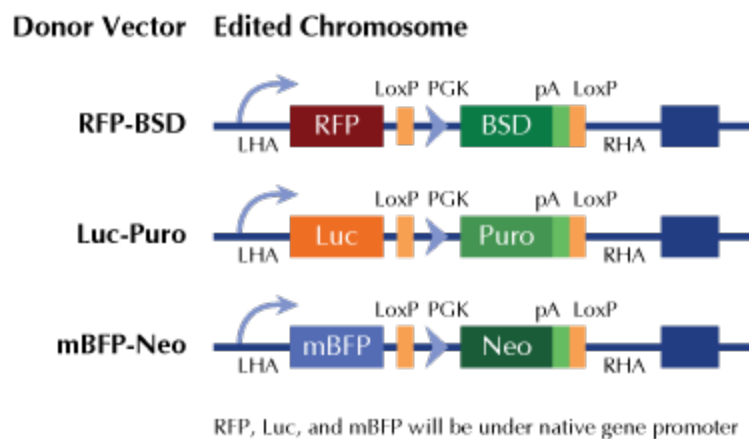 Donor Vector Edited Chromosome
LoxP PGK pA LoxP
RFP-BSD RFP BSD
LHA RHA
LoxP PGK pA LoxP
Luc-Puro Luc Puro
LHA RHA
LoxP PGK pA LoxP
mBFP-Neo mBFP Neo
LHA RHA
RFP, Luc, and mBFP will be under native gene promoter